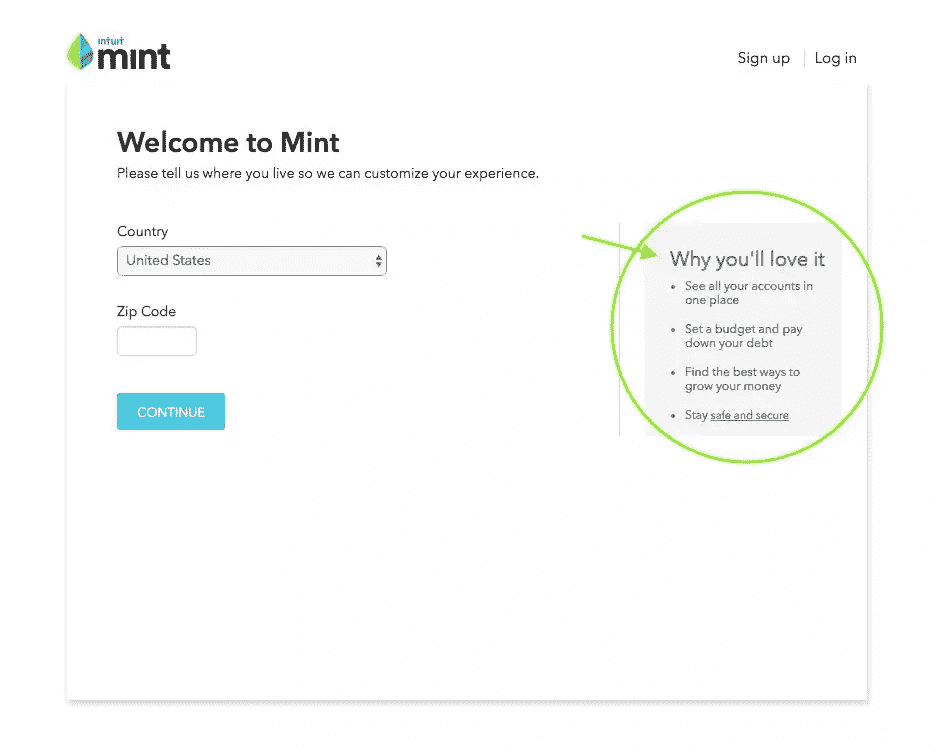 intuit
mint
Sign up
Log in
Welcome to Mint
Please tell us where you live so we can customize your experience.
Country
United States
Zip Code
CONTINUE
Why you'll love it
• See all your accounts in
one place
• Set a budget and pay
down your debt
• Find the best ways to
grow your money
• Stay safe and secure